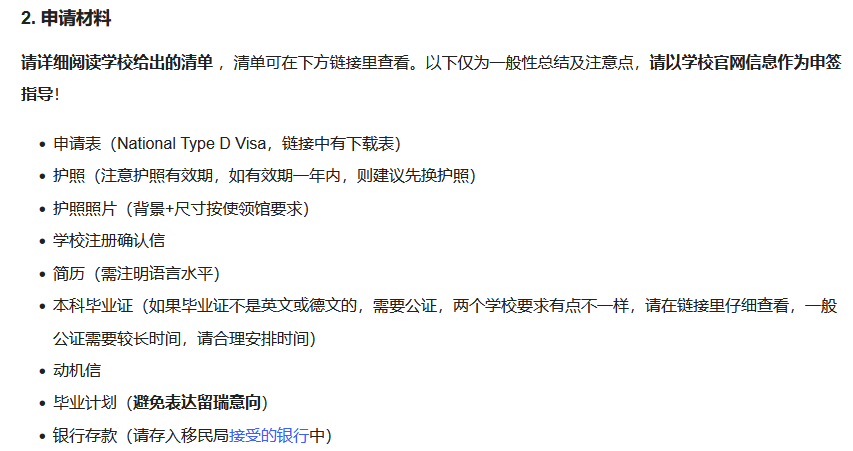 2. 申请材料
请详细阅读学校给出的清单 ，清单可在下方链接里查看。以下仅为一般性总结及注意点，请以学校官网信息作为申签
指导！
• 申请表（National Type D Visa，链接中有下载表）
• 护照（注意护照有效期，如有效期一年内，则建议先换护照）
• 护照照片（背景+尺寸按使领馆要求）
• 学校注册确认信
• 简历（需注明语言水平）
• 本科毕业证（如果毕业证不是英文或德文的，需要公证，两个学校要求有点不一样，请在链接里仔细查看，一般
公证需要较长时间，请合理安排时间）
• 动机信
• 毕业计划（避免表达留瑞意向）
• 银行存款（请存入移民局接受的银行中）